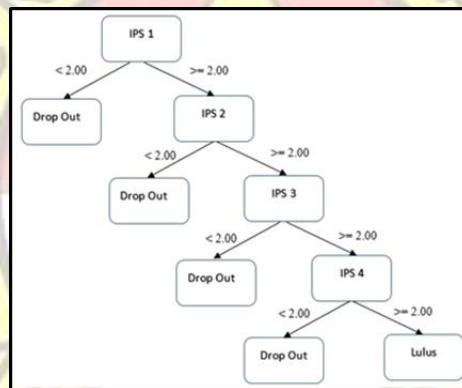 IPS 1
< 2.00
>= 2.00
Drop Out
IPS 2
< 2.00
>= 2.00
Drop Out
IPS 3
< 2.00
>= 2.00
Drop Out
IPS 4
< 2.00
>= 2.00
Drop Out
Lulus